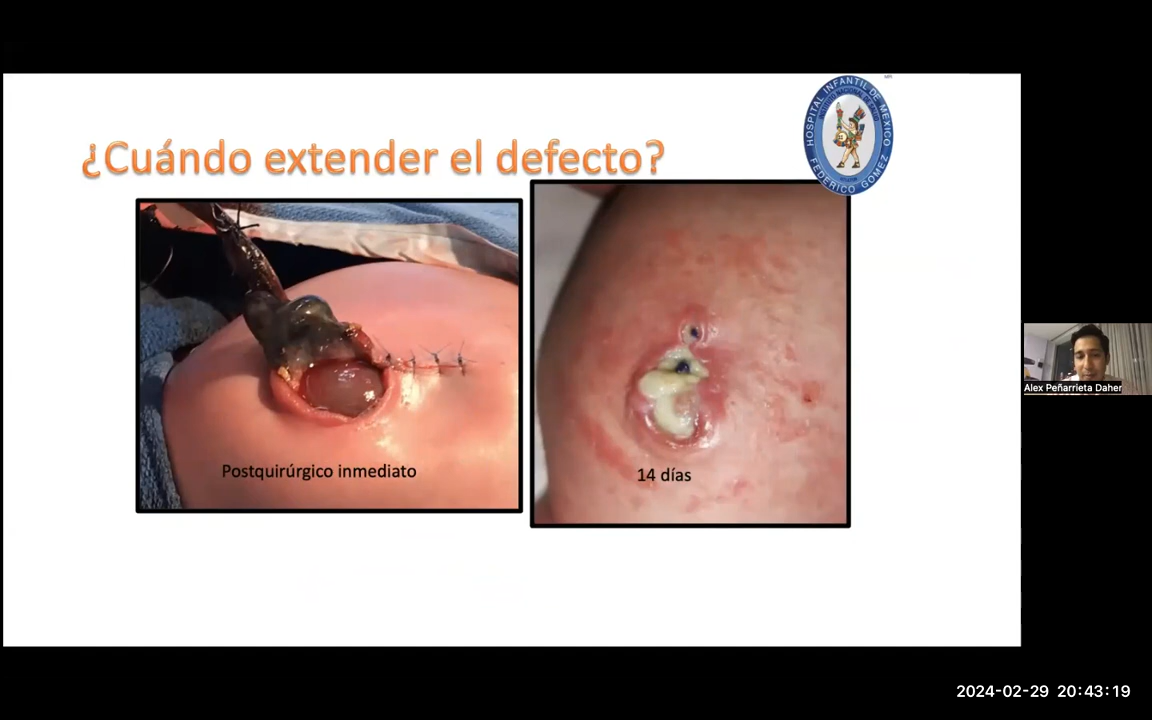 ¿Cuándo extender el defecto?
HOSPITAL INFANTIL DE MEXICO
FEDERICO GOMEZ
Postquirúrgico inmediato
14 días
Alex Peñarrieta Daher
2024-02-29 20:43:19